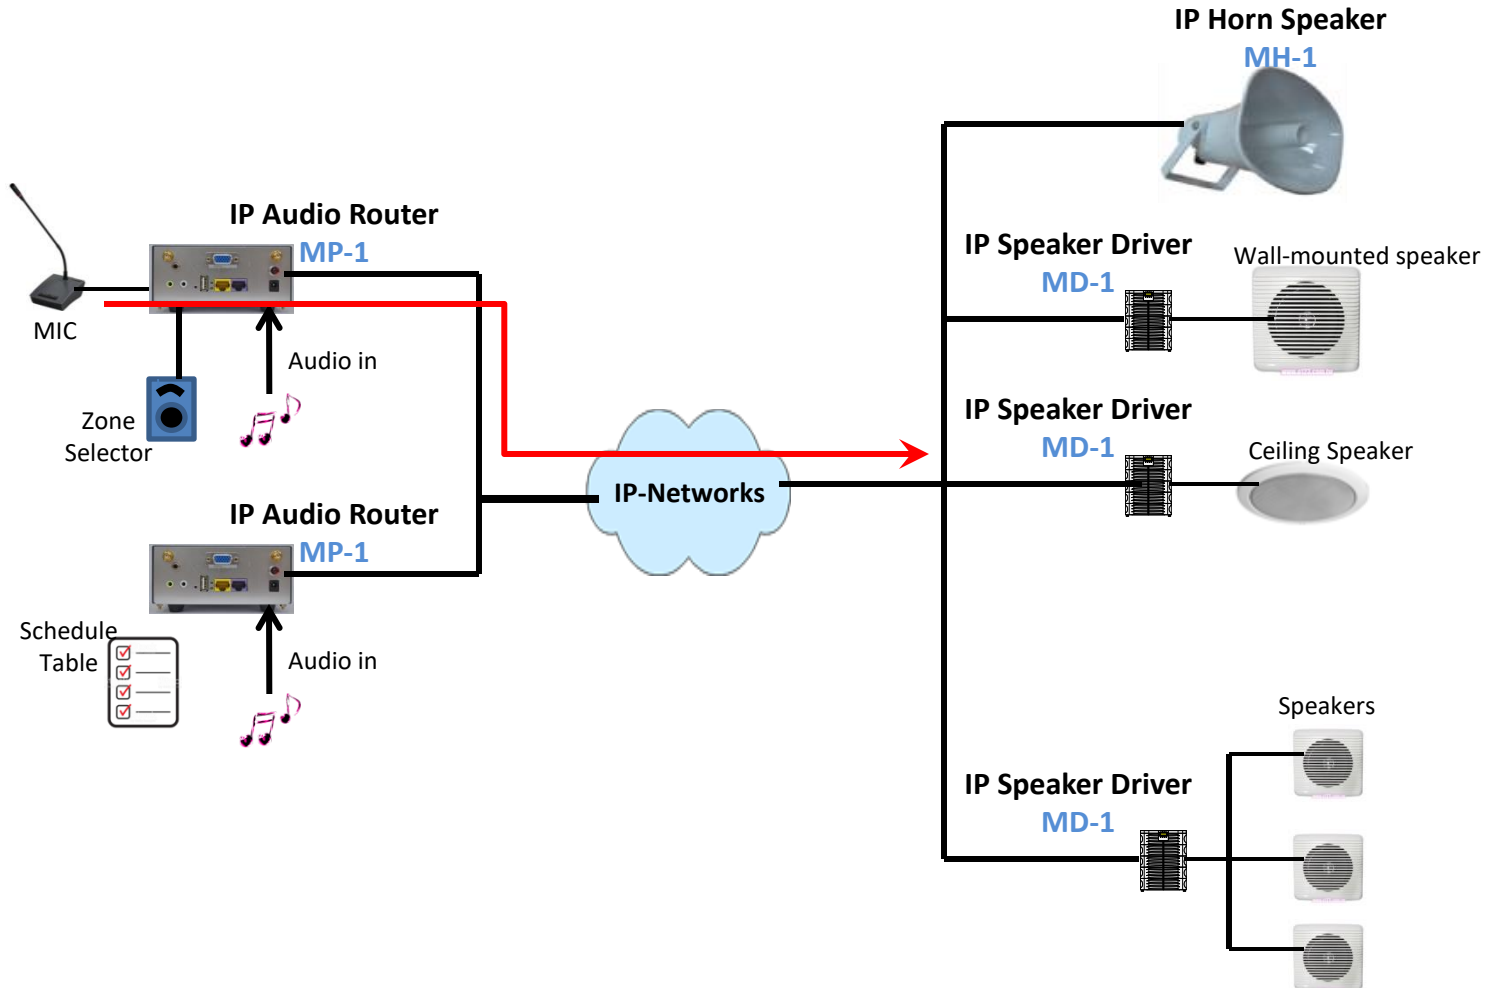 IP Horn Speaker
MH-1
IP Audio Router
MP-1
MIC
Audio in
Zone
Selector
IP Speaker Driver
MD-1
Wall-mounted speaker
IP Speaker Driver
MD-1
Ceiling Speaker
IP-Networks
IP Audio Router
MP-1
Schedule
Table
Audio in
Speakers
IP Speaker Driver
MD-1